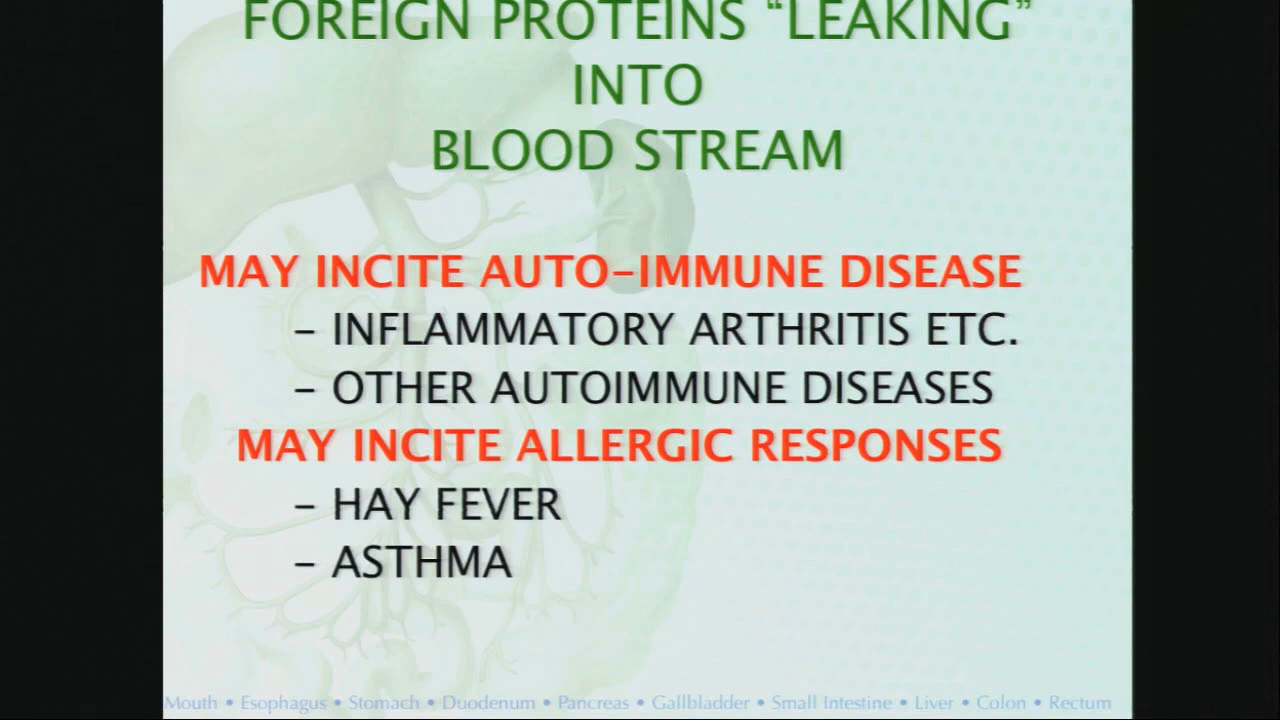 FOREIGN PROTEINS “LEAKING”
INTO
BLOOD STREAM
MAY INCITE AUTO-IMMUNE DISEASE
– INFLAMMATORY ARTHRITIS ETC.
– OTHER AUTOIMMUNE DISEASES
MAY INCITE ALLERGIC RESPONSES
– HAY FEVER
– ASTHMA
Mouth • Esophagus • Stomach • Duodenum • Pancreas • Gallbladder • Small Intestine • Liver • Colon • Rectum